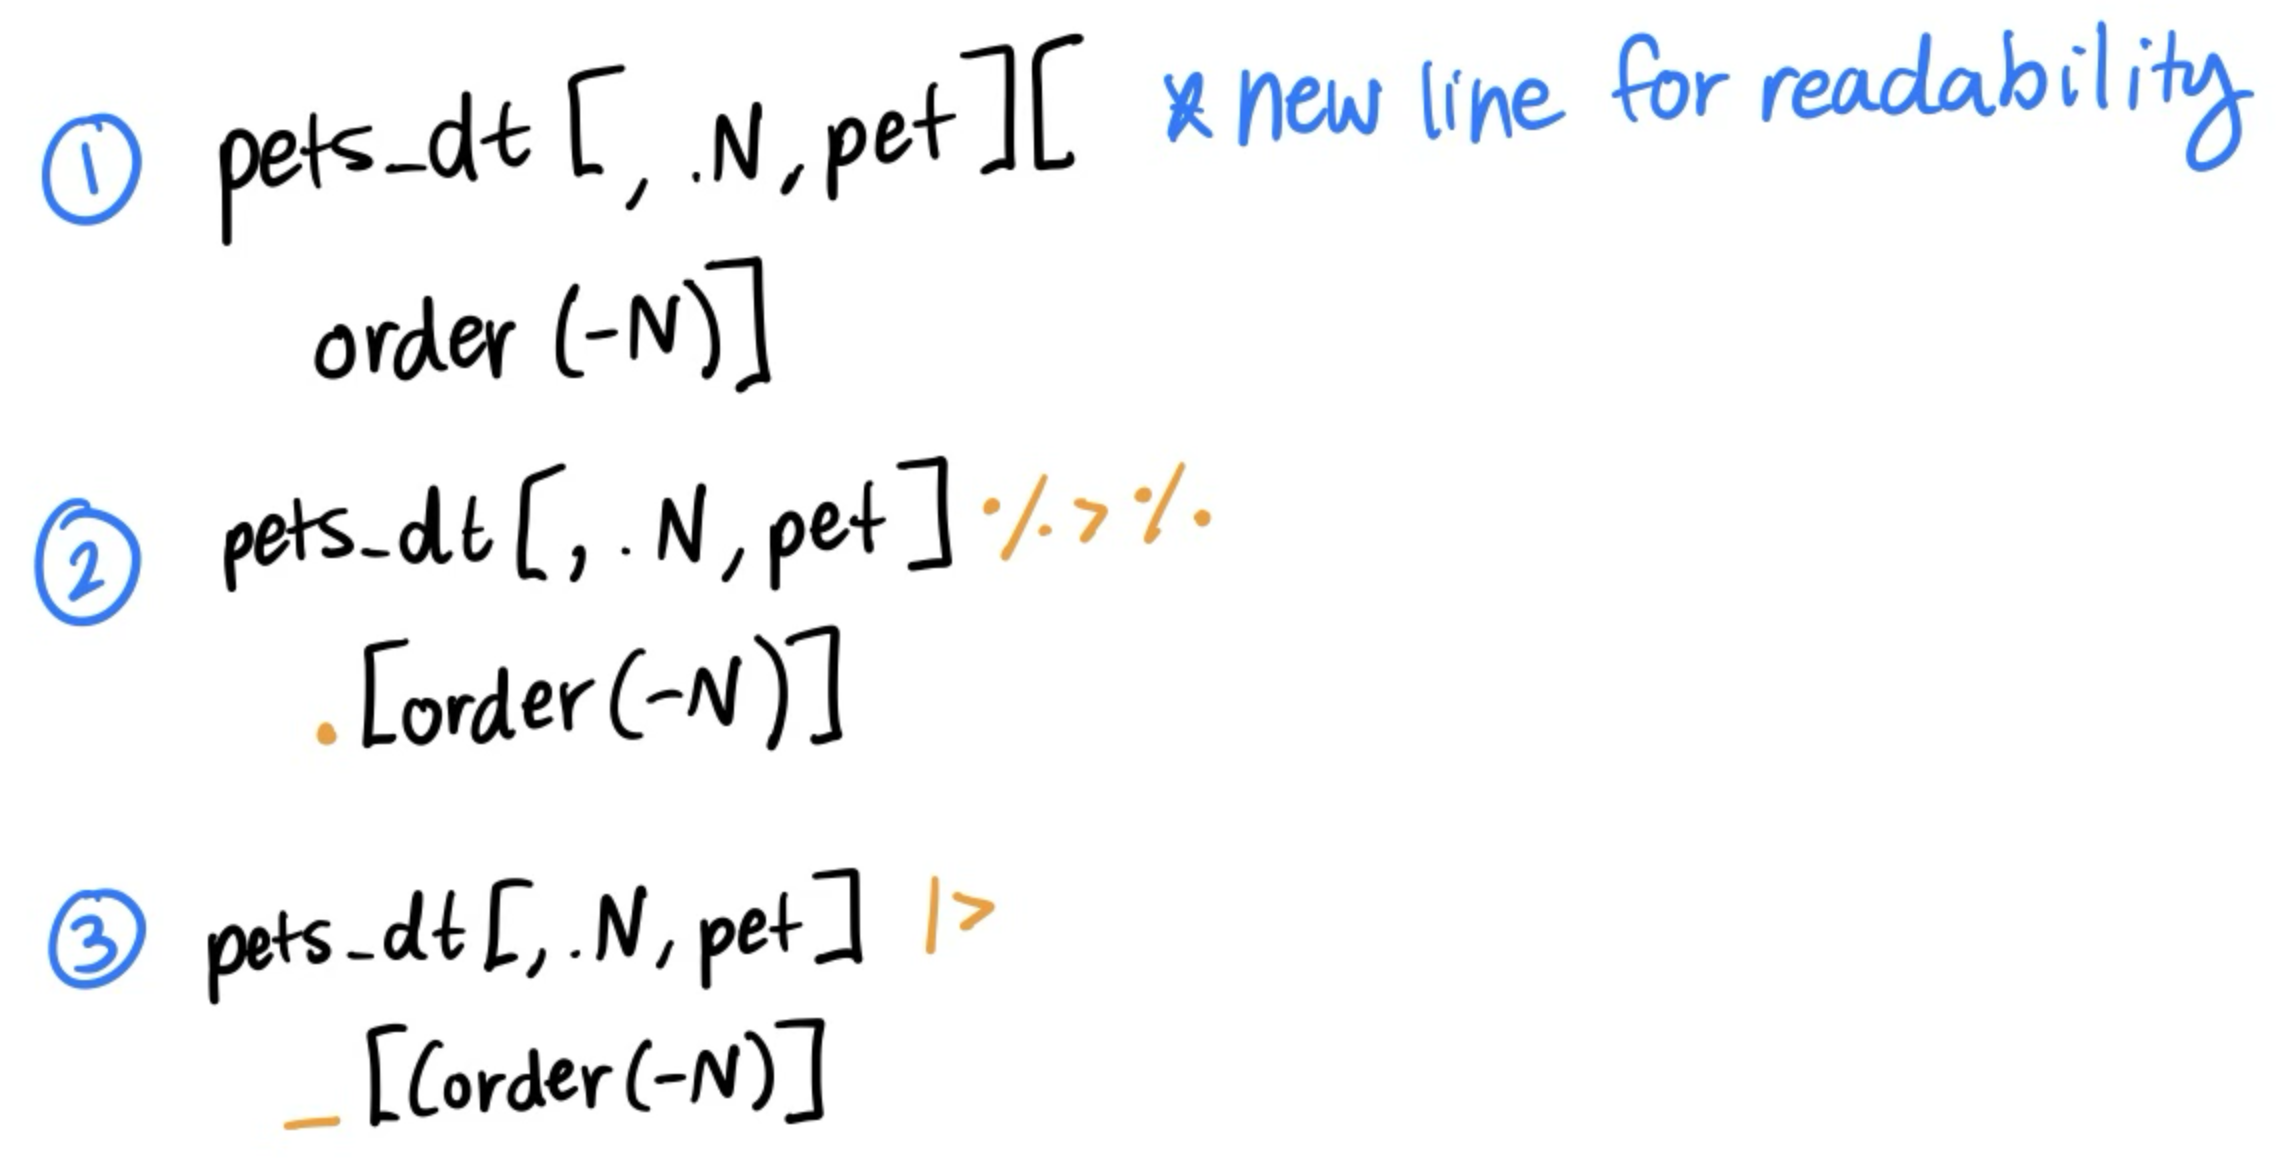 ① pets_dt[, .N, pet][ * new line for readability
order (-N)]
② pets_dt[, .N, pet] %>%
.[order(-N)]
③ pets_dt[, .N, pet] |>
_[(order(-N)]